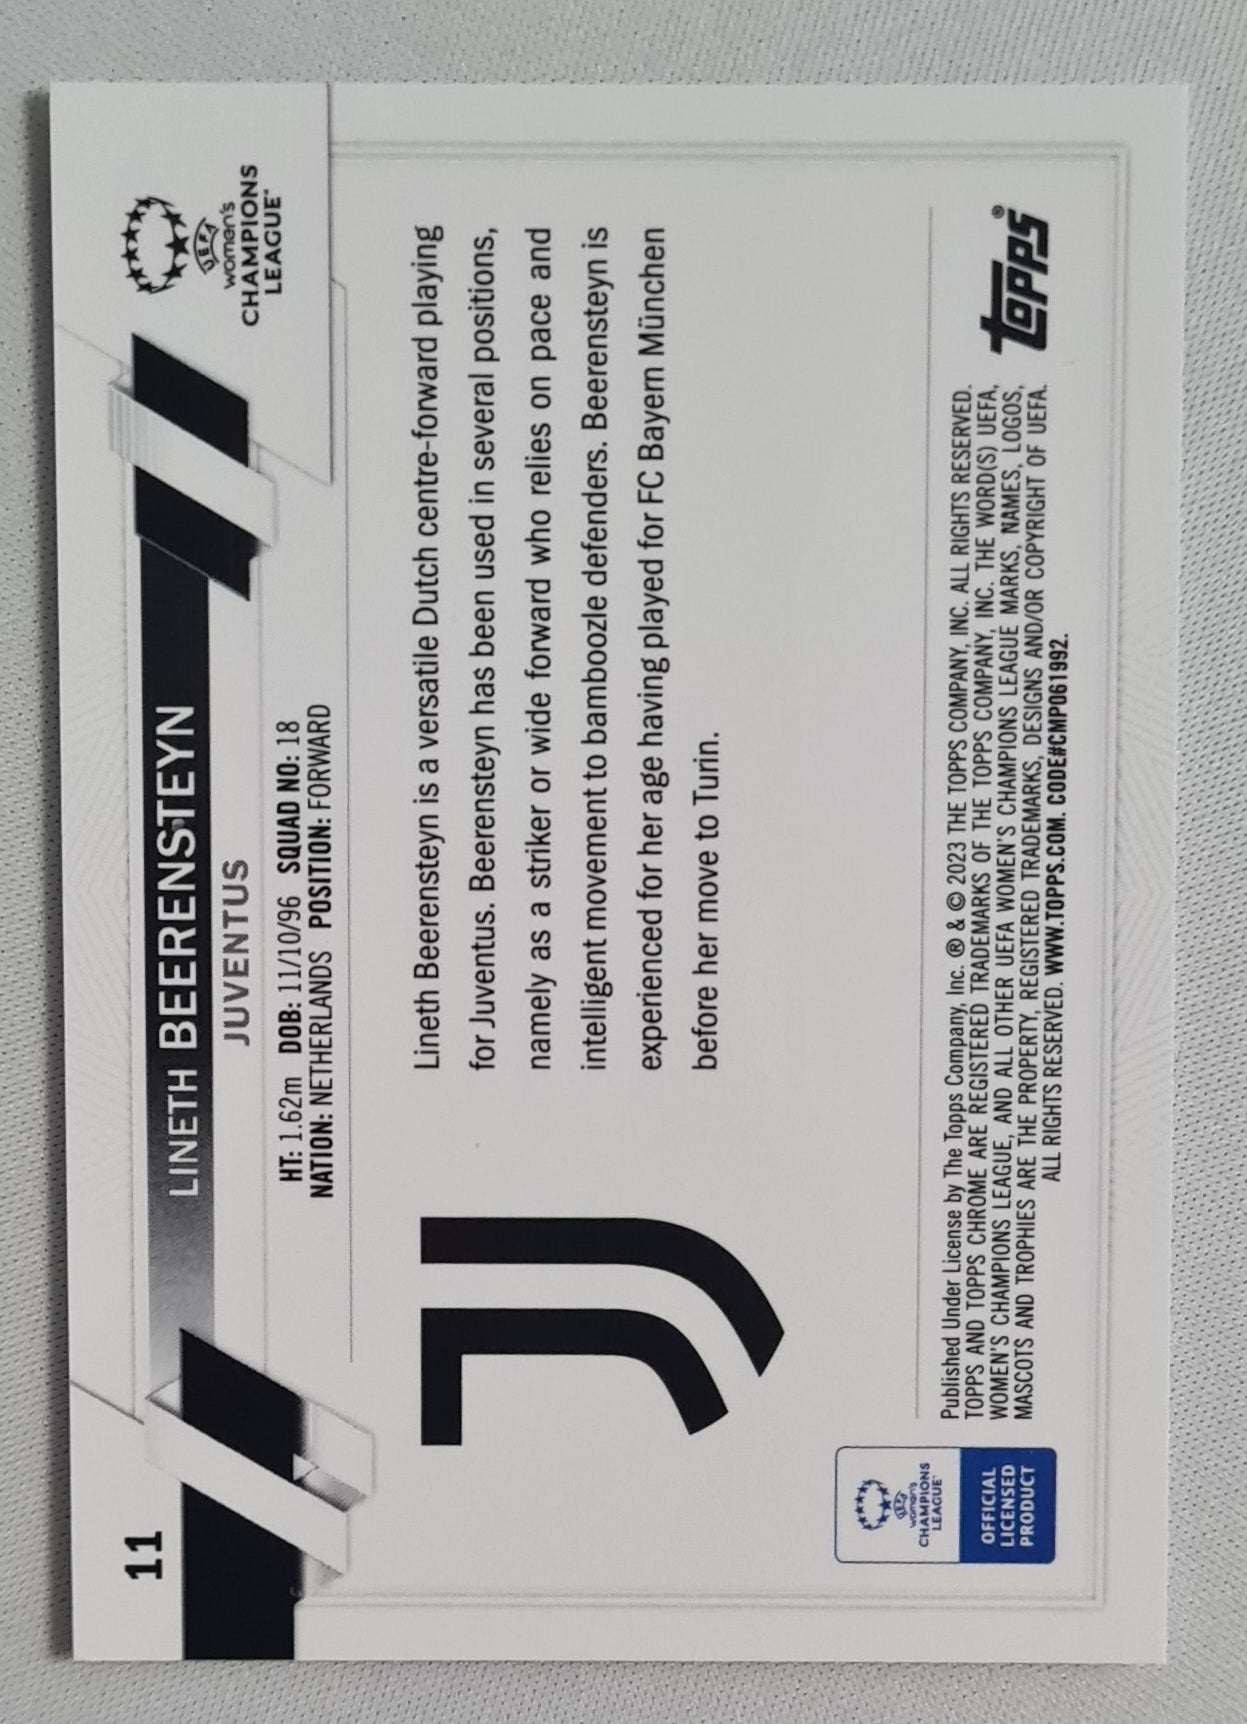 11
LINETH BEERENSTEYN
JUVENTUS
HT: 1.62m DOB: 11/10/96 SQUAD NO: 18
NATION: NETHERLANDS POSITION: FORWARD
UEFA
women's
CHAMPIONS
LEAGUE™
Lineth Beerensteyn is a versatile Dutch centre-forward playing
for Juventus. Beerensteyn has been used in several positions,
namely as a striker or wide forward who relies on pace and
intelligent movement to bamboozle defenders. Beerensteyn is
experienced for her age having played for FC Bayern München
before her move to Turin.
UEFA
women's
CHAMPIONS
LEAGUE
OFFICIAL
LICENSED
PRODUCT
Published Under License by The Topps Company, Inc. ® & © 2023 THE TOPPS COMPANY, INC. ALL RIGHTS RESERVED.
TOPPS AND TOPPS CHROME ARE REGISTERED TRADEMARKS OF THE TOPPS COMPANY, INC. THE WORD(S) UEFA,
WOMEN'S CHAMPIONS LEAGUE, AND ALL OTHER UEFA WOMEN'S CHAMPIONS LEAGUE MARKS, NAMES, LOGOS,
MASCOTS AND TROPHIES ARE THE PROPERTY, REGISTERED TRADEMARKS, DESIGNS AND/OR COPYRIGHT OF UEFA.
ALL RIGHTS RESERVED. WWW.TOPPS.COM. CODE#CMP061992.
topps®